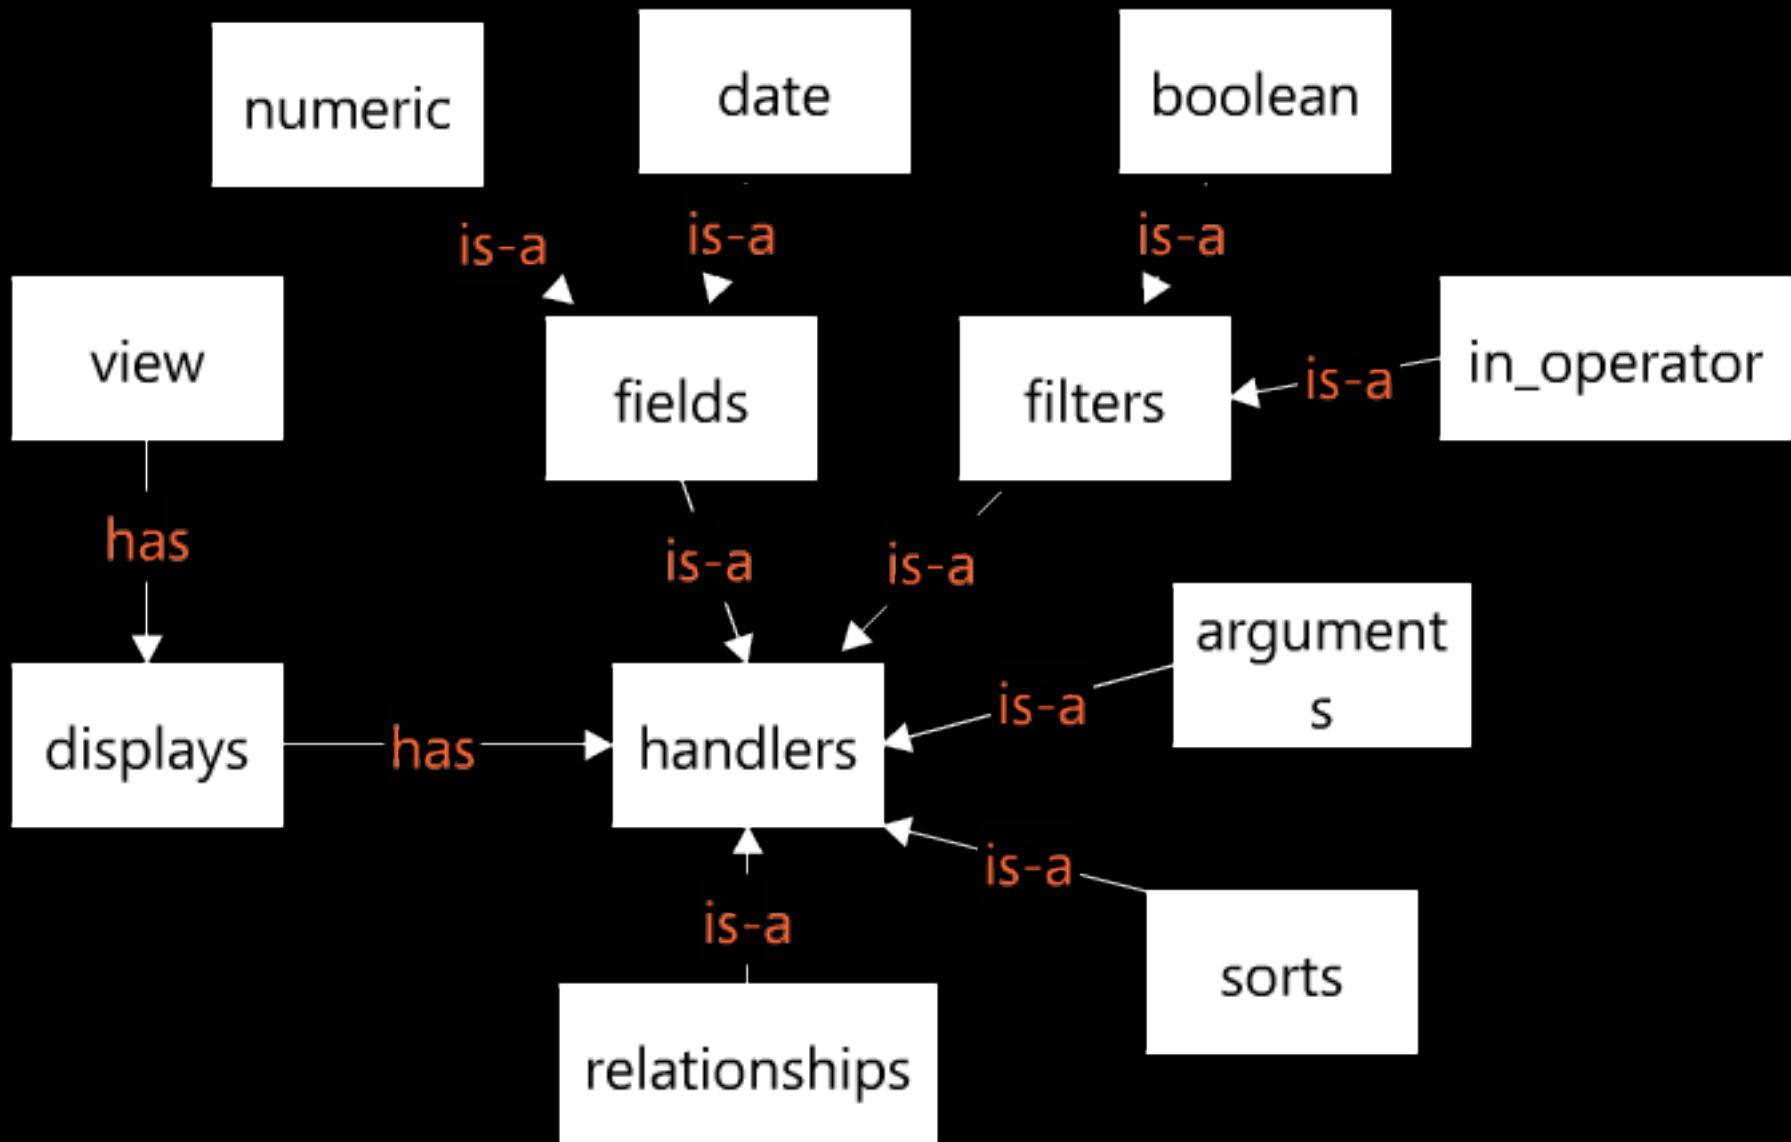 numeric
date
boolean
is-a
is-a
is-a
view
fields
filters
is-a
in_operator
has
is-a
is-a
argument
s
is-a
displays
has
handlers
is-a
is-a
sorts
relationships